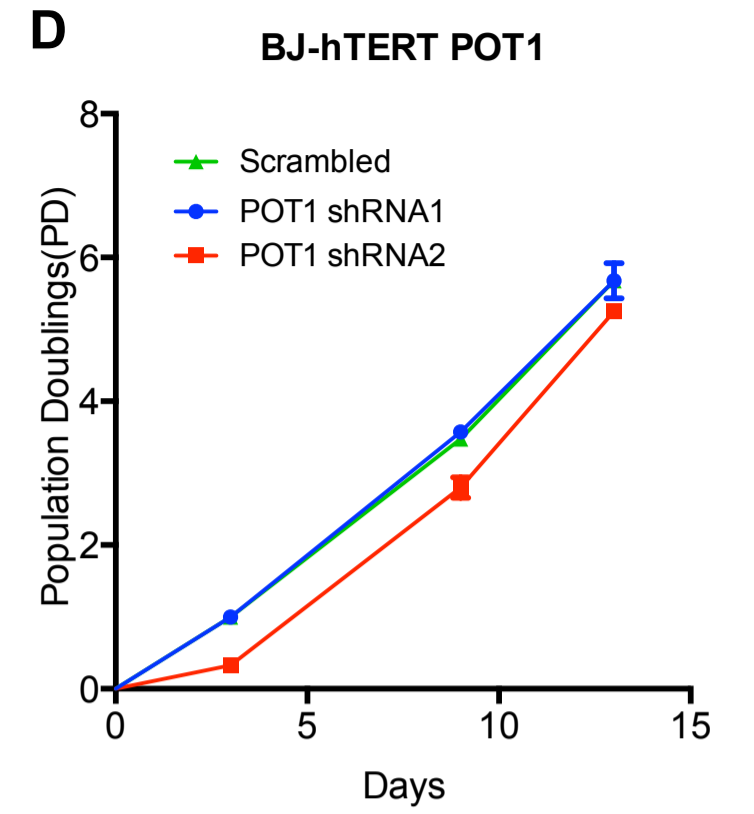 D
BJ-hTERT POT1
8
6
4
2
0
Population Doublings(PD)
Scrambled
POT1 shRNA1
POT1 shRNA2
0 5 10 15
Days